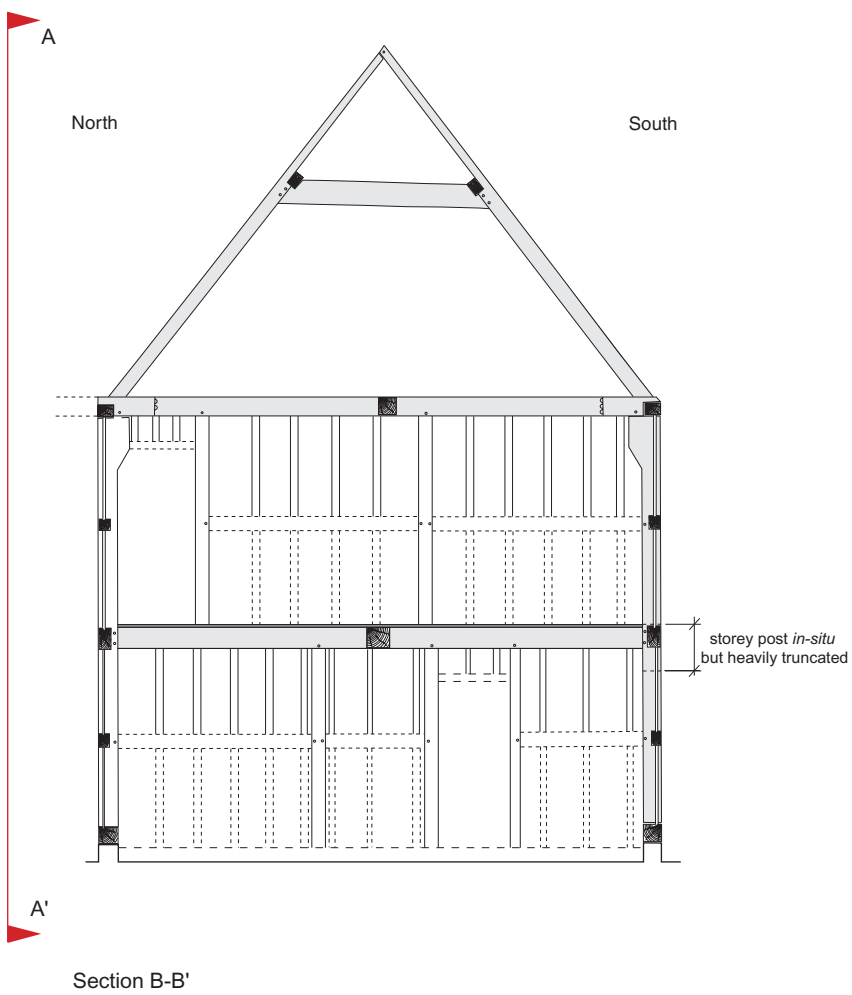 A
North
South
storey post in-situ
but heavily truncated
A'
Section B-B'